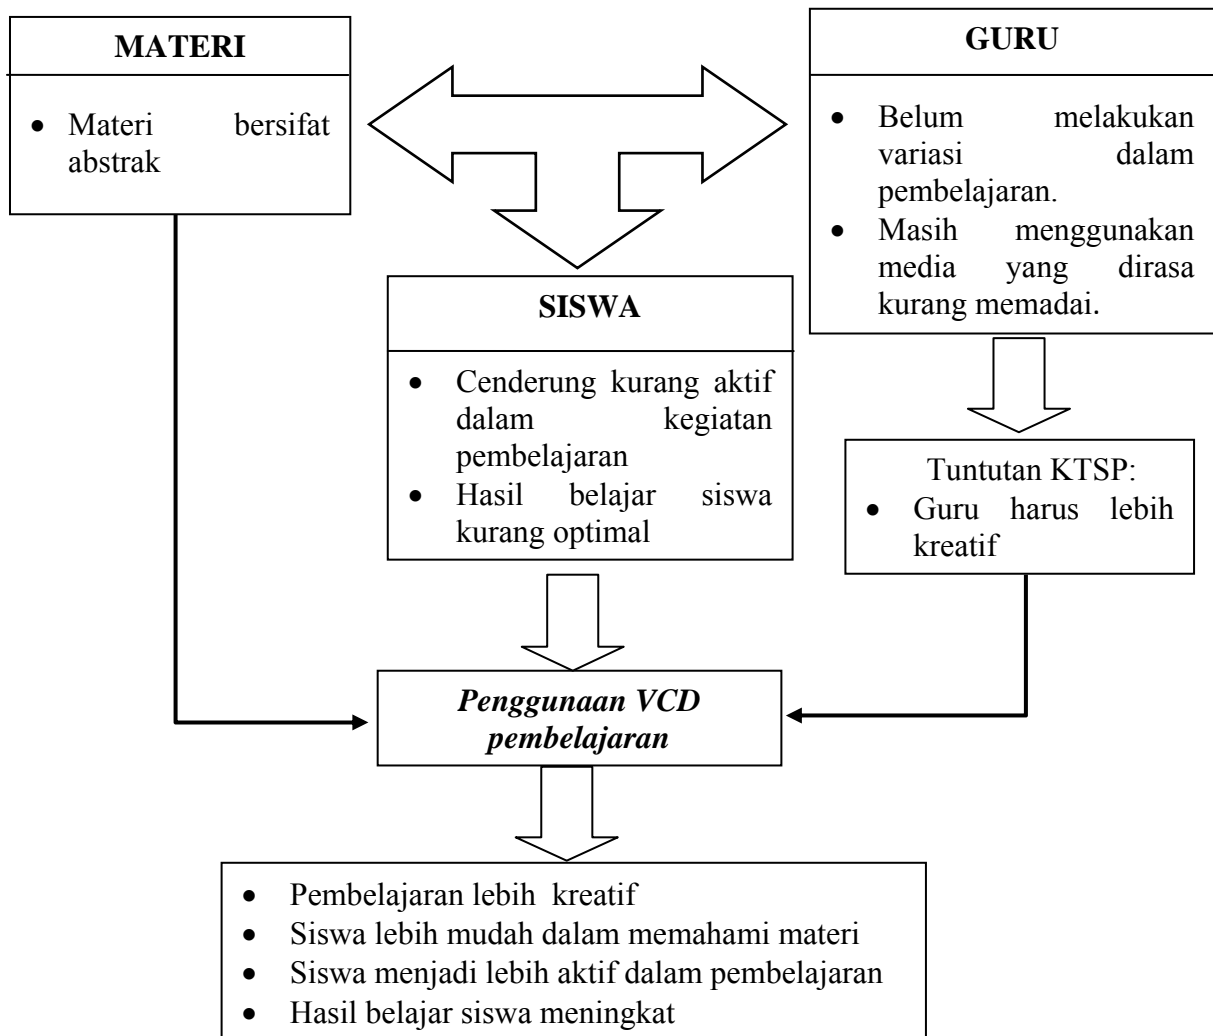 MATERI
• Materi bersifat
abstrak
GURU
• Belum melakukan
variasi dalam
pembelajaran.
• Masih menggunakan
media yang dirasa
kurang memadai.
SISWA
• Cenderung kurang aktif
dalam kegiatan
pembelajaran
• Hasil belajar siswa
kurang optimal
Tuntutan KTSP:
• Guru harus lebih
kreatif
Penggunaan VCD
pembelajaran
• Pembelajaran lebih kreatif
• Siswa lebih mudah dalam memahami materi
• Siswa menjadi lebih aktif dalam pembelajaran
• Hasil belajar siswa meningkat